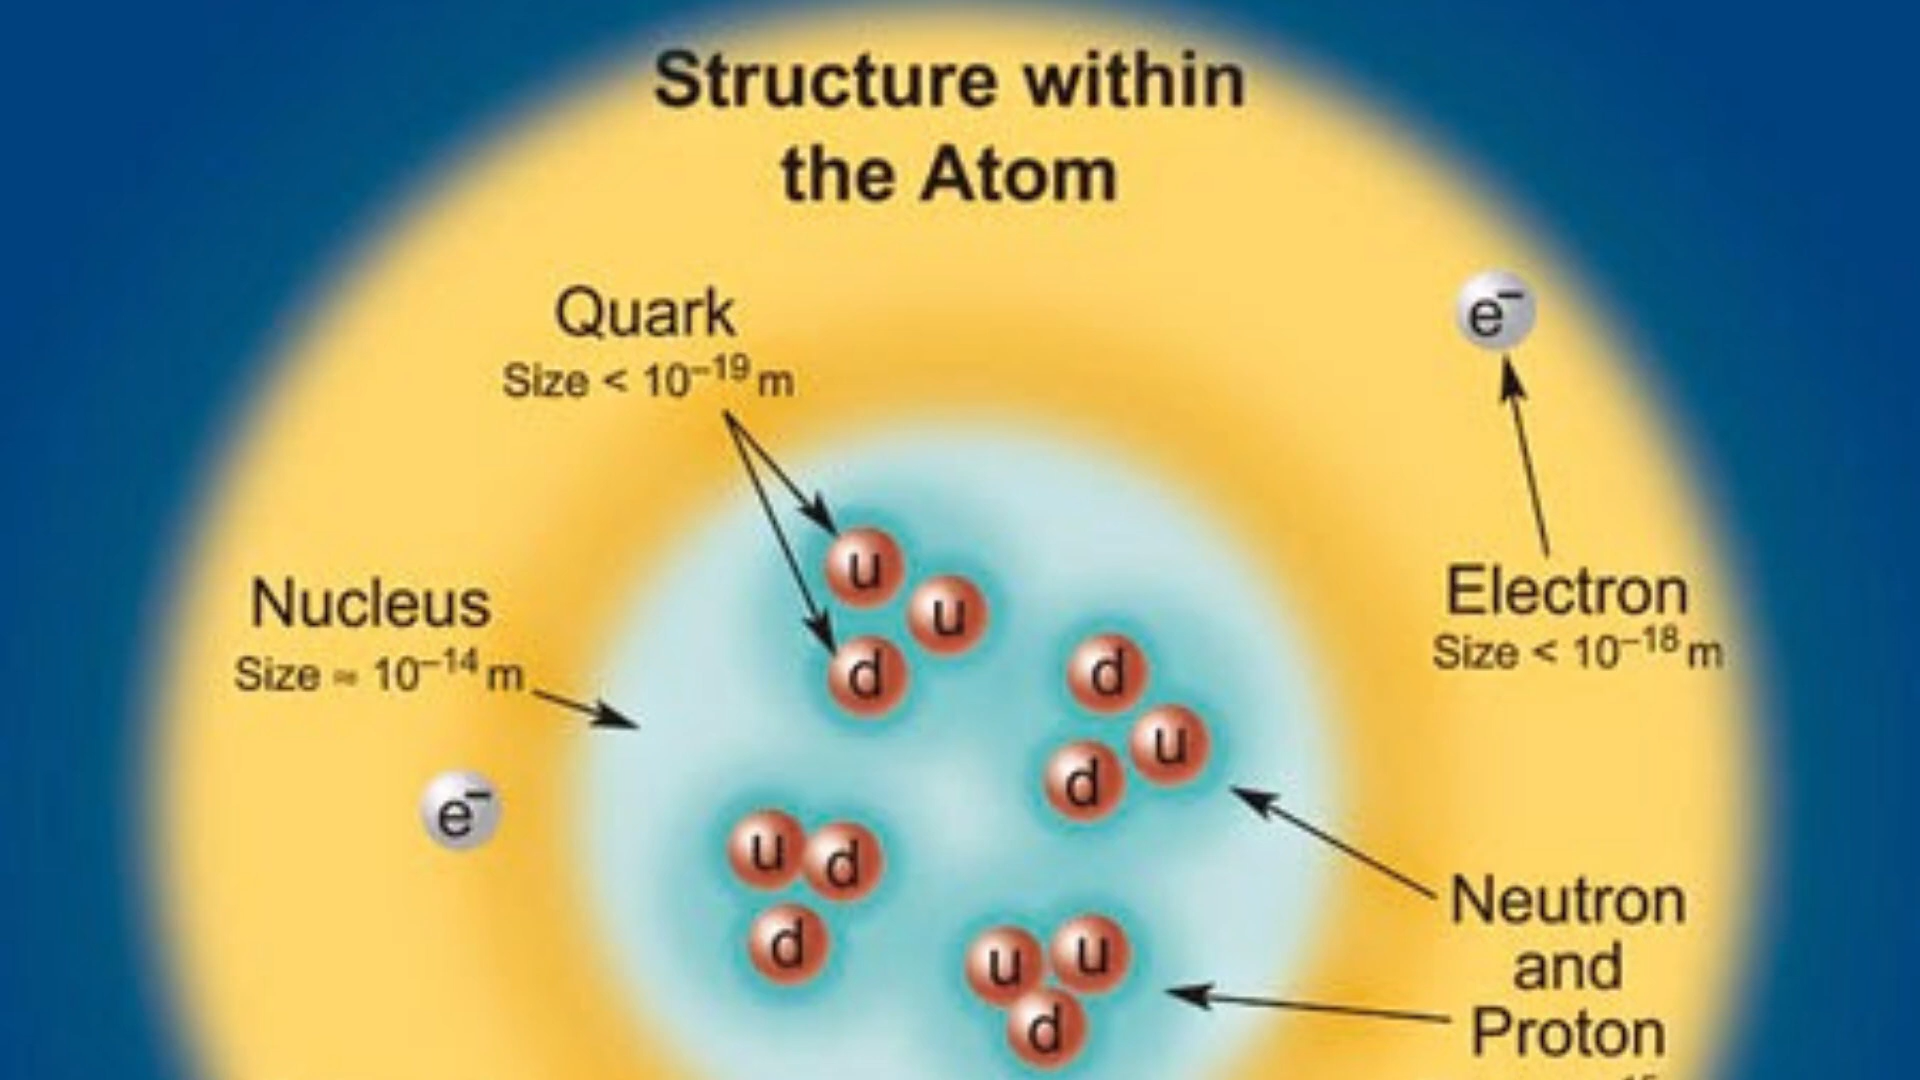 Structure within
the Atom
Quark
Size < 10⁻¹⁹ m
e⁻
Electron
Size < 10⁻¹⁸ m
Nucleus
Size ≈ 10⁻¹⁴ m
e⁻
u
u
d
d
u
d
u d
d
u u
d
Neutron
and
Proton